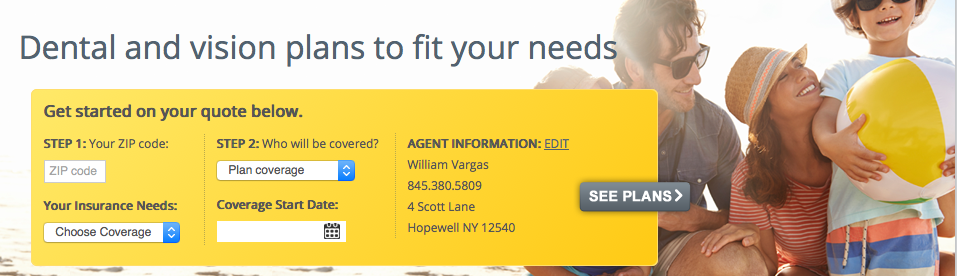 Dental and vision plans to fit your needs
Get started on your quote below.
STEP 1: Your ZIP code:
ZIP code
Your Insurance Needs:
Choose Coverage
STEP 2: Who will be covered?
Plan coverage
Coverage Start Date:
AGENT INFORMATION: EDIT
William Vargas
845.380.5809
4 Scott Lane
Hopewell NY 12540
SEE PLANS